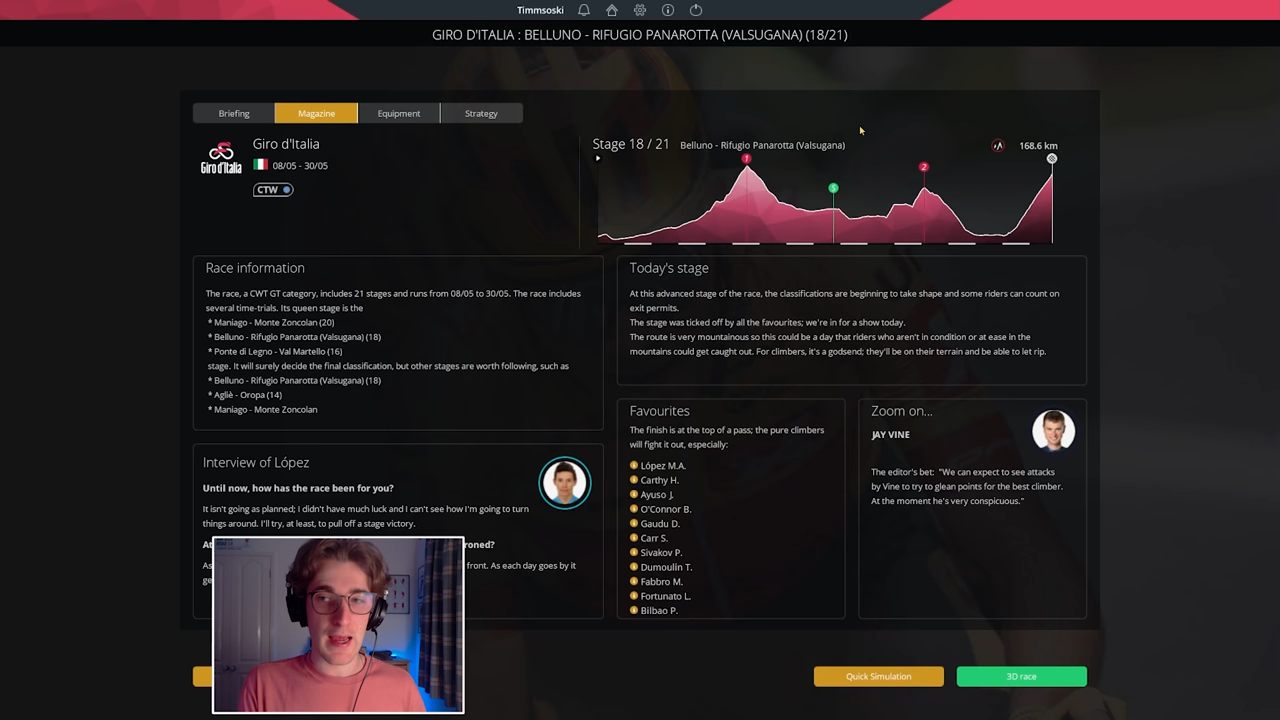 Timmsoski
GIRO D'ITALIA : BELLUNO - RIFUGIO PANAROTTA (VALSUGANA) (18/21)
Briefing
Magazine
Equipment
Strategy
Giro d'Italia
Giro d'Italia
08/05 - 30/05
CTW
Stage 18 / 21
Belluno - Rifugio Panarotta (Valsugana)
168.6 km
1
S
2
Race information
The race, a CWT GT category, includes 21 stages and runs from 08/05 to 30/05. The race includes
several time-trials. Its queen stage is the
* Maniago - Monte Zoncolan (20)
* Belluno - Rifugio Panarotta (Valsugana) (18)
* Ponte di Legno - Val Martello (16)
stage. It will surely decide the final classification, but other stages are worth following, such as
* Belluno - Rifugio Panarotta (Valsugana) (18)
* Agliè - Oropa (14)
* Maniago - Monte Zoncolan
Today's stage
At this advanced stage of the race, the classifications are beginning to take shape and some riders can count on
exit permits.
The stage was ticked off by all the favourites; we're in for a show today.
The route is very mountainous so this could be a day that riders who aren't in condition or at ease in the
mountains could get caught out. For climbers, it's a godsend; they'll be on their terrain and be able to let rip.
Interview of López
Until now, how has the race been for you?
It isn't going as planned; I didn't have much luck and I can't see how I'm going to turn
things around. I'll try, at least, to pull off a stage victory.
roned?
front. As each day goes by it
Favourites
The finish is at the top of a pass; the pure climbers
will fight it out, especially:
López M.A.
Carthy H.
Ayuso J.
O'Connor B.
Gaudu D.
Carr S.
Sivakov P.
Dumoulin T.
Fabbro M.
Fortunato L.
Bilbao P.
Zoom on...
JAY VINE
The editor's bet: "We can expect to see attacks
by Vine to try to glean points for the best climber.
At the moment he's very conspicuous."
Quick Simulation
3D race